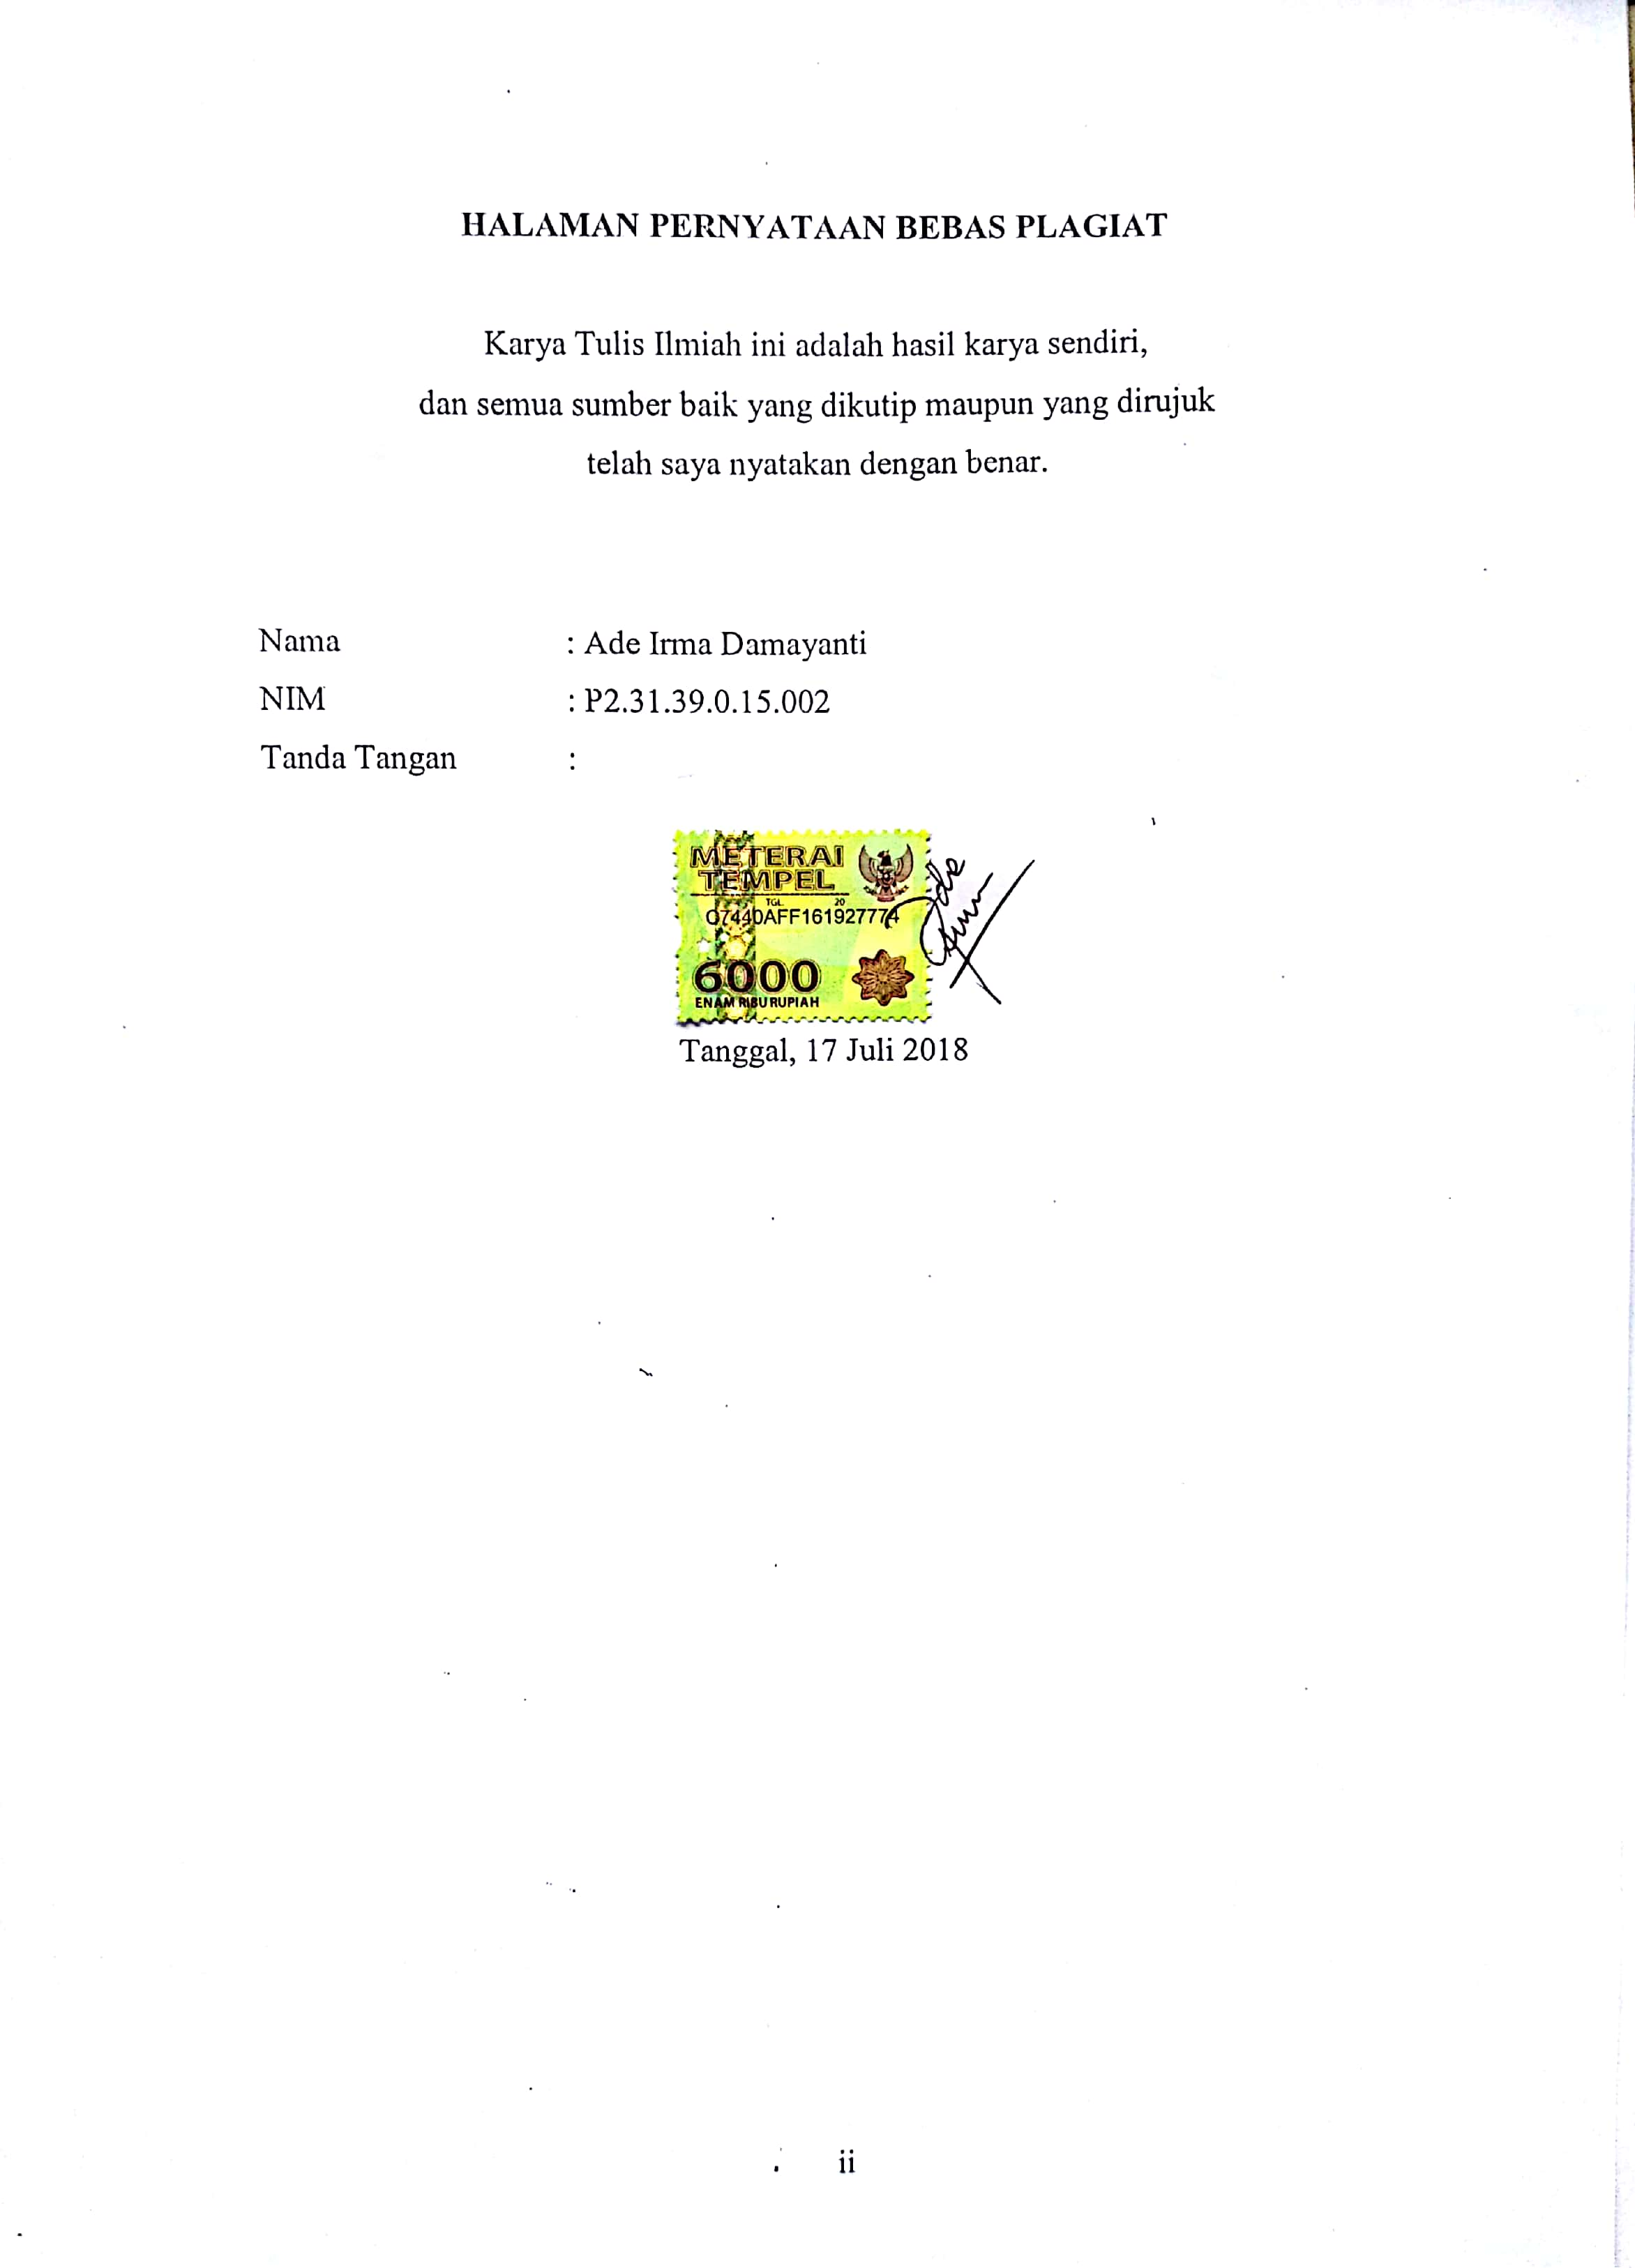 HALAMAN PERNYATAAN BEBAS PLAGIAT
Karya Tulis Ilmiah ini adalah hasil karya sendiri,
dan semua sumber baik yang dikutip maupun yang dirujuk
telah saya nyatakan dengan benar.
Nama : Ade Irma Damayanti
NIM : P2.31.39.0.15.002
Tanda Tangan :
METERAI
TEMPEL
TGL 20
07440AFF161927774
6000
ENAM RIBU RUPIAH
Ade
Tanggal, 17 Juli 2018
ii